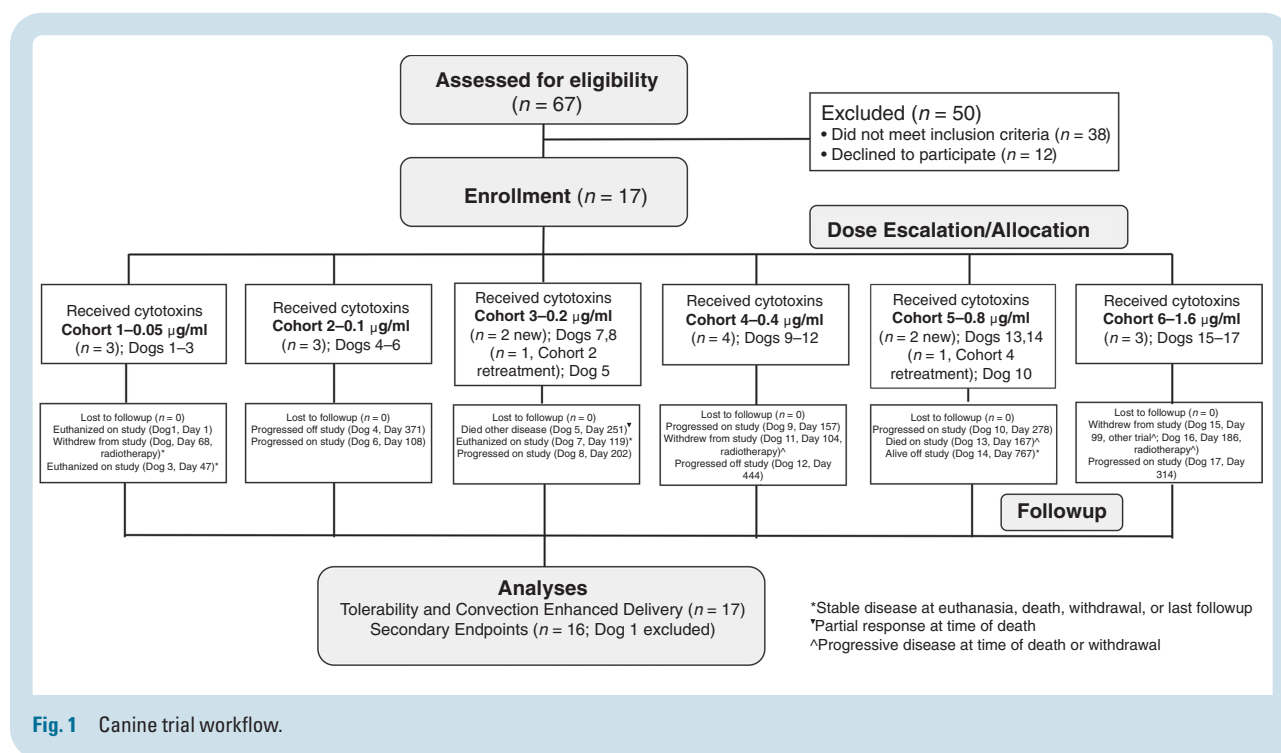 Assessed for eligibility
(n = 67)
Excluded (n = 50)
• Did not meet inclusion criteria (n = 38)
• Declined to participate (n = 12)
Enrollment (n = 17)
Dose Escalation/Allocation
Received cytotoxins
Cohort 1–0.05 μg/ml
(n = 3); Dogs 1–3
Received cytotoxins
Cohort 2–0.1 μg/ml
(n = 3); Dogs 4–6
Received cytotoxins
Cohort 3–0.2 μg/ml
(n = 2 new); Dogs 7,8
(n = 1, Cohort 2
retreatment); Dog 5
Received cytotoxins
Cohort 4–0.4 μg/ml
(n = 4); Dogs 9–12
Received cytotoxins
Cohort 5–0.8 μg/ml
(n = 2 new); Dogs 13,14
(n = 1, Cohort 4
retreatment); Dog 10
Received cytotoxins
Cohort 6–1.6 μg/ml
(n = 3); Dogs 15–17
Lost to followup (n = 0)
Euthanized on study (Dog1, Day 1)
Withdrew from study (Dog, Day 68,
radiotherapy)*
Euthanized on study (Dog 3, Day 47)*
Lost to followup (n = 0)
Progressed off study (Dog 4, Day 371)
Progressed on study (Dog 6, Day 108)
Lost to followup (n = 0)
Died other disease (Dog 5, Day 251)▼
Euthanized on study (Dog 7, Day 119)*
Progressed on study (Dog 8, Day 202)
Lost to followup (n = 0)
Progressed on study (Dog 9, Day 157)
Withdrew from study (Dog 11, Day 104,
radiotherapy)^
Progressed off study (Dog 12, Day
444)
Lost to followup (n = 0)
Progressed on study (Dog 10, Day 278)
Died on study (Dog 13, Day 167)^
Alive off study (Dog 14, Day 767)*
Lost to followup (n = 0)
Withdrew from study (Dog 15, Day
99, other trial^; Dog 16, Day 186,
radiotherapy^)
Progressed on study (Dog 17, Day
314)
Followup
Analyses
Tolerability and Convection Enhanced Delivery (n = 17)
Secondary Endpoints (n = 16; Dog 1 excluded)
*Stable disease at euthanasia, death, withdrawal, or last followup
▼Partial response at time of death
^Progressive disease at time of death or withdrawal
Fig. 1 Canine trial workflow.